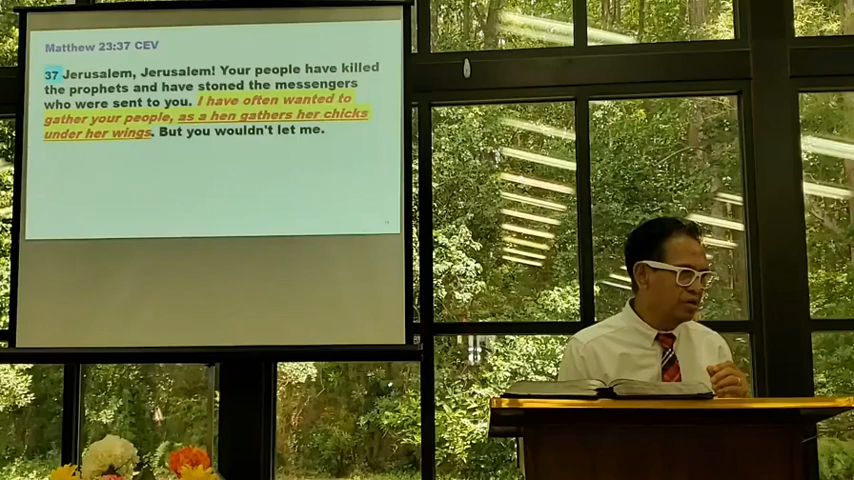 Matthew 23:37 CEV
37 Jerusalem, Jerusalem! Your people have killed
the prophets and have stoned the messengers
who were sent to you. I have often wanted to
gather your people, as a hen gathers her chicks
under her wings. But you wouldn't let me.